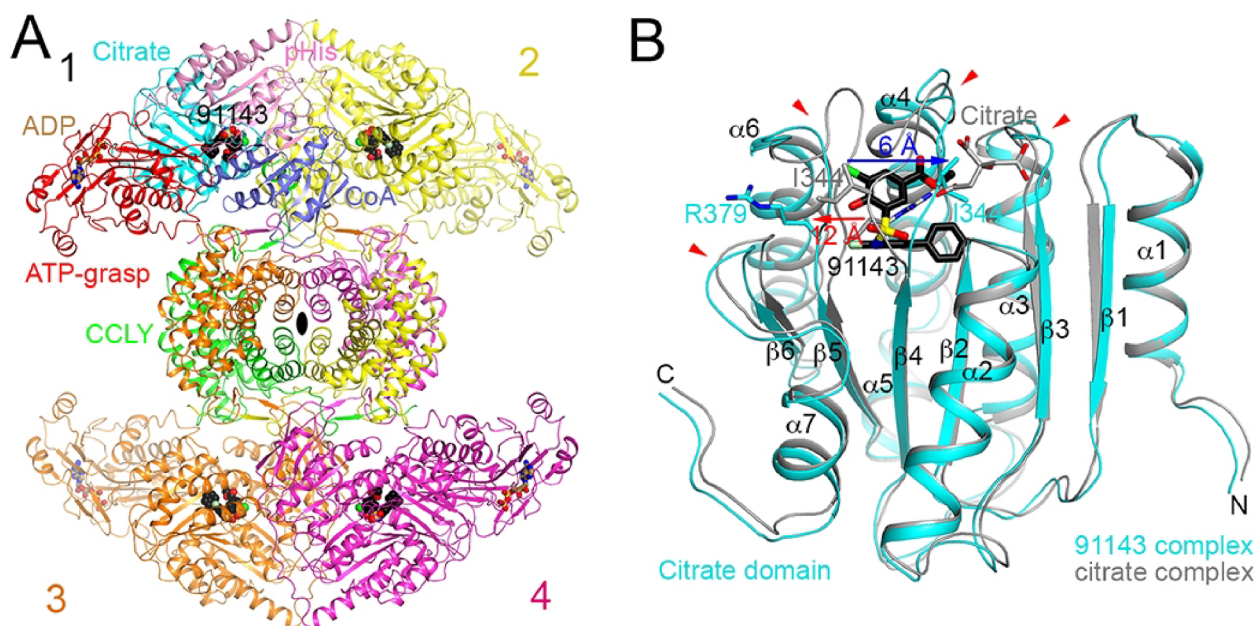 A
1
Citrate
pHis
2
91143
ADP
CoA
ATP-grasp
CCLY
3
4
B
α4
Citrate
α6
6 Å
I344
R379
I344
12 Å
91143
α1
α3
β6
β5
β4
β2
β3
β1
α5
α2
C
α7
N
Citrate domain
91143 complex
citrate complex